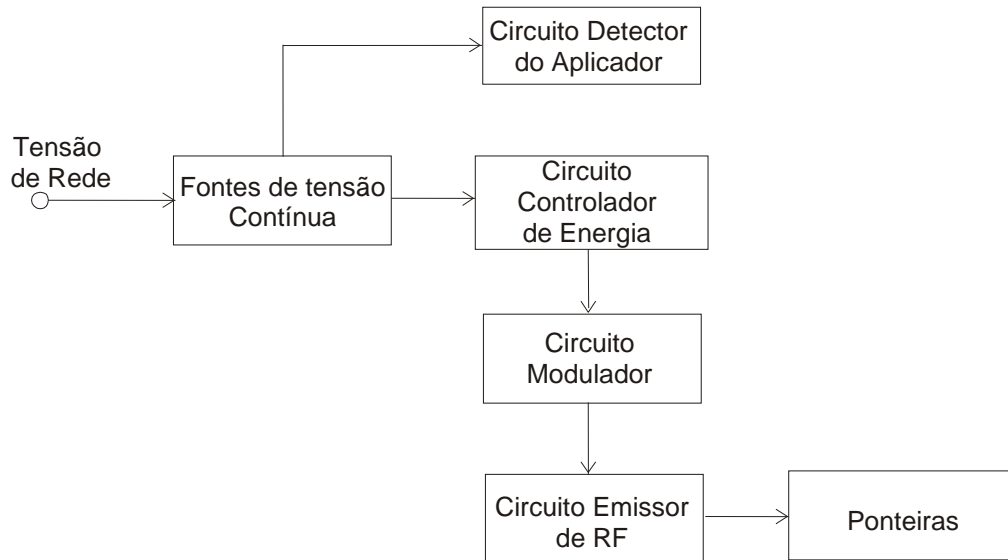 Circuito Detector
do Aplicador
Tensão
de Rede
Fontes de tensão
Contínua
Circuito
Controlador
de Energia
Circuito
Modulador
Circuito Emissor
de RF
Ponteiras